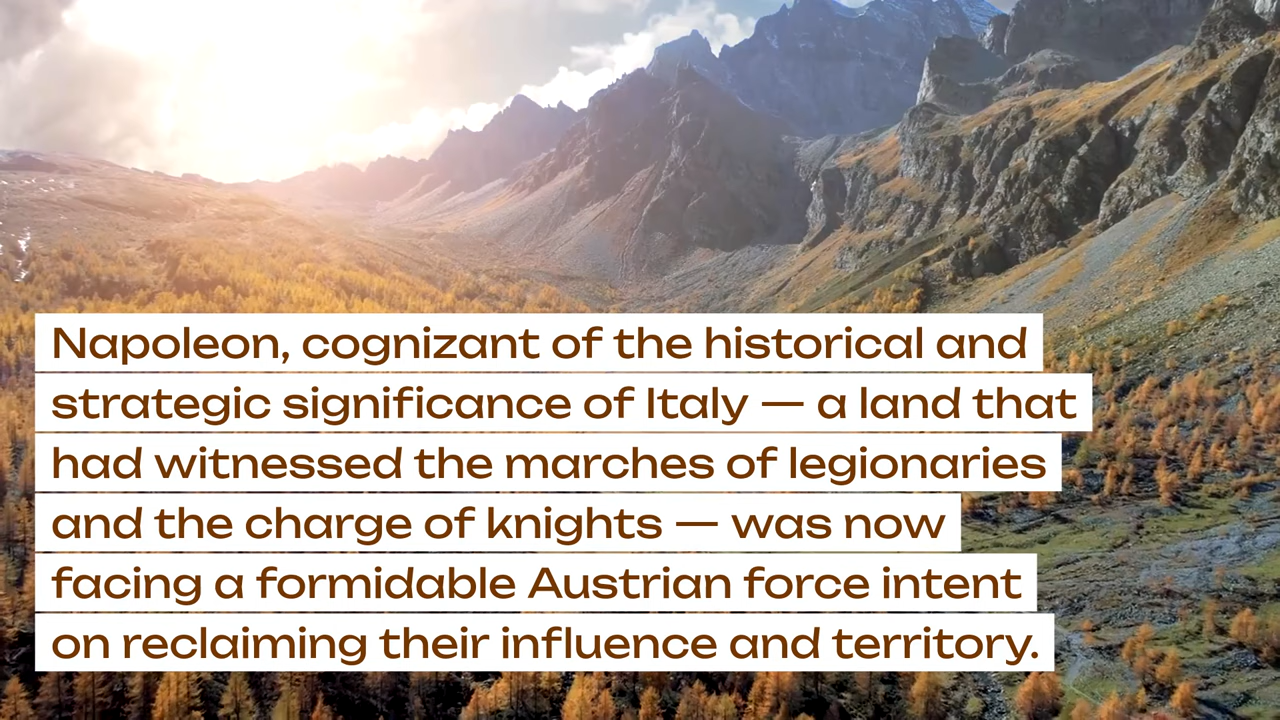 Napoleon, cognizant of the historical and
strategic significance of Italy — a land that
had witnessed the marches of legionaries
and the charge of knights — was now
facing a formidable Austrian force intent
on reclaiming their influence and territory.